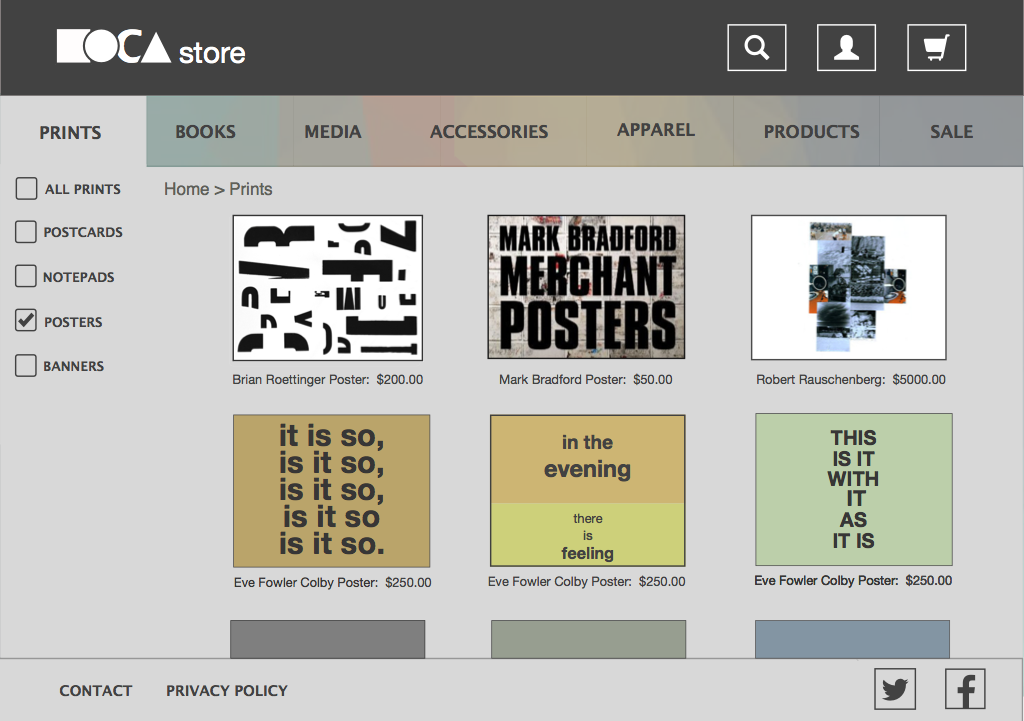 MOCA store
PRINTS
BOOKS
MEDIA
ACCESSORIES
APPAREL
PRODUCTS
SALE
ALL PRINTS
POSTCARDS
NOTEPADS
POSTERS
BANNERS
Home > Prints
MARK BRADFORD
MERCHANT
POSTERS
Brian Roettinger Poster: $200.00
Mark Bradford Poster: $50.00
Robert Rauschenberg: $5000.00
it is so,
is it so,
is it so,
is it so
is it so.
in the
evening
there
is
feeling
THIS
IS IT
WITH
IT
AS
IT IS
Eve Fowler Colby Poster: $250.00
Eve Fowler Colby Poster: $250.00
Eve Fowler Colby Poster: $250.00
CONTACT
PRIVACY POLICY